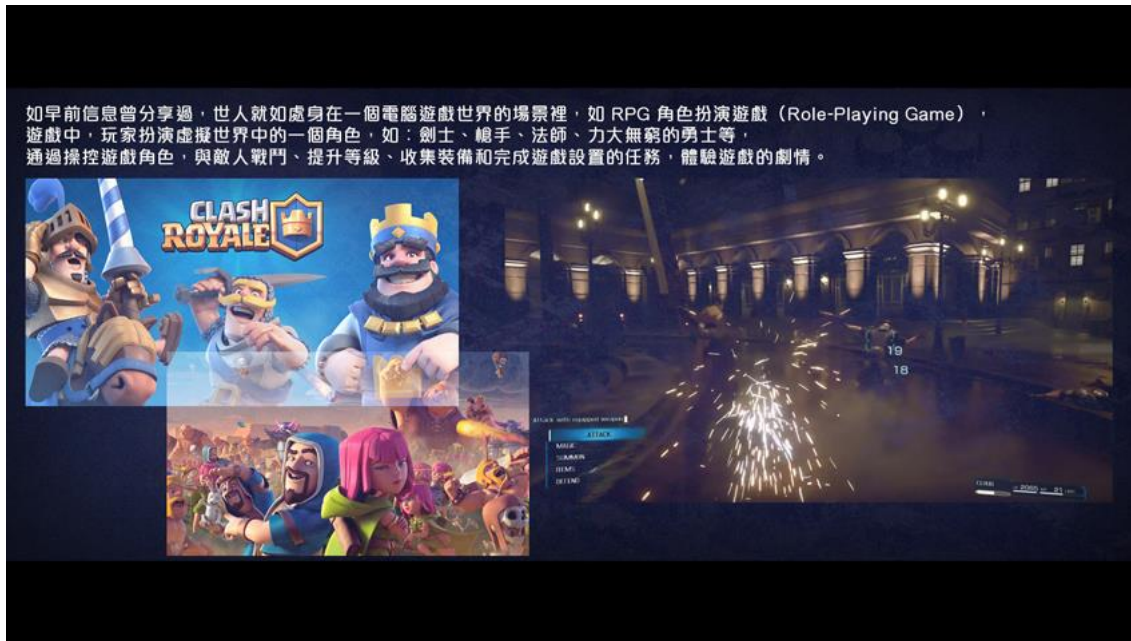 如早前信息曾分享過，世人就如處身在一個電腦遊戲世界的場景裡，如 RPG 角色扮演遊戲（Role-Playing Game），
遊戲中，玩家扮演虛擬世界中的一個角色，如：劍士、槍手、法師、力大無窮的勇士等，
通過操控遊戲角色，與敵人戰鬥、提升等級、收集裝備和完成遊戲設置的任務，體驗遊戲的劇情。
CLASH
ROYALE
19
18
Attack with equipped weapon
ATTACK
MAGIC
SUMMON
ITEMS
DEFEND
CLOUD